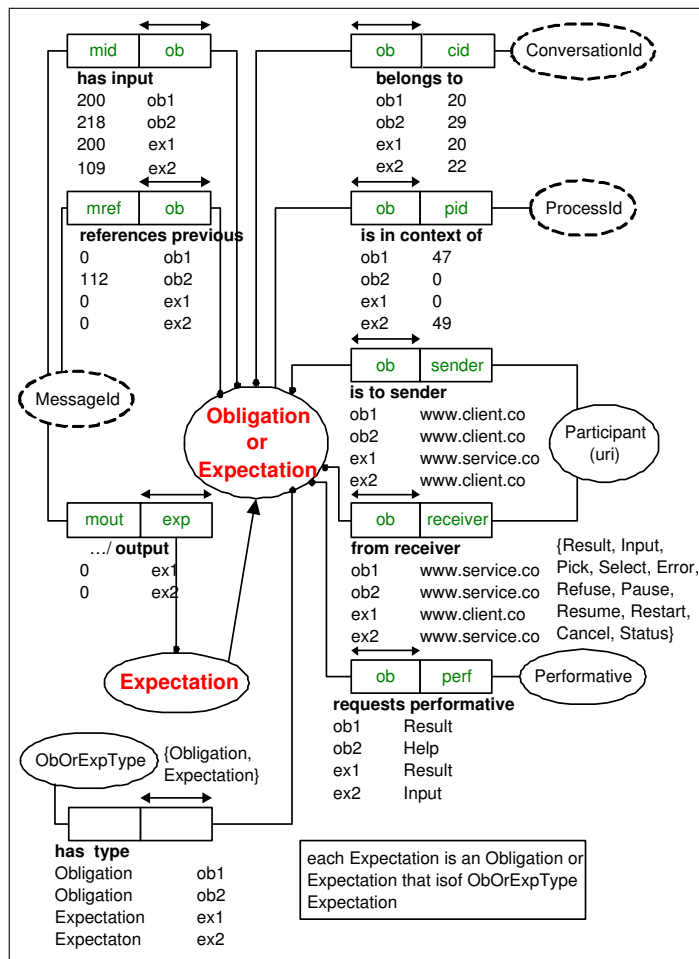 mid ob
has input
200 ob1
218 ob2
200 ex1
109 ex2
ob cid
ConversationId
belongs to
ob1 20
ob2 29
ex1 20
ex2 22
mref ob
references previous
0 ob1
112 ob2
0 ex1
0 ex2
ob pid
ProcessId
is in context of
ob1 47
ob2 0
ex1 0
ex2 49
MessageId
Obligation
or
Expectation
ob sender
is to sender
ob1 www.client.co
ob2 www.client.co
ex1 www.service.co
ex2 www.client.co
Participant
(uri)
mout exp
.../ output
0 ex1
0 ex2
ob receiver
from receiver
ob1 www.service.co
ob2 www.service.co
ex1 www.client.co
ex2 www.service.co
{Result, Input,
Pick, Select, Error,
Refuse, Pause,
Resume, Restart,
Cancel, Status}
Expectation
ob perf
Performative
requests performative
ob1 Result
ob2 Help
ex1 Result
ex2 Input
ObOrExpType
{Obligation,
Expectation}
has type
Obligation ob1
Obligation ob2
Expectation ex1
Expectaton ex2
each Expectation is an Obligation or
Expectation that isof ObOrExpType
Expectation